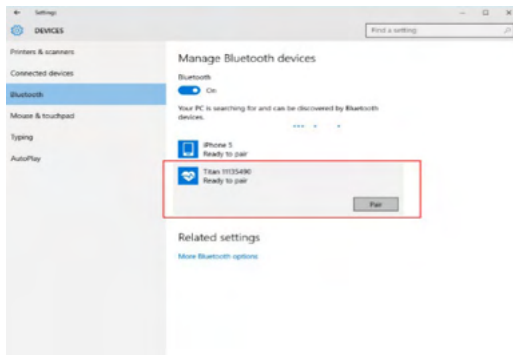 Settings
DEVICES
Find a setting
Printers & scanners
Connected devices
Bluetooth
Mouse & touchpad
Typing
AutoPlay
Manage Bluetooth devices
Bluetooth
On
Your PC is searching for and can be discovered by Bluetooth
devices.
iPhone 5
Ready to pair
Titan 11135490
Ready to pair
Pair
Related settings
More Bluetooth options